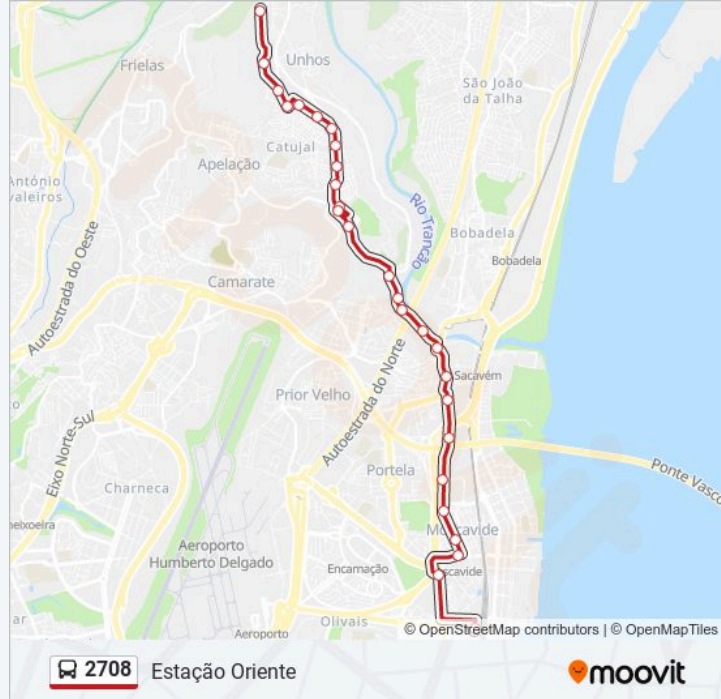 Unhos
Frielas
São João
da Talha
Catujal
Apelação
António
valeiros
Rio Trancão
Bobadela
Bobadela
Autoestrada do Oeste
Camarate
Sacavém
Prior Velho
Autoestrada do Norte
Eixo Norte-Sul
Portela
Ponte Vasc
Charneca
Moscavide
Aeroporto
Humberto Delgado
Encarnação
scavide
Olivais
Aeroporto
© OpenStreetMap contributors | © OpenMapTiles
2708 Estação Oriente
moovit